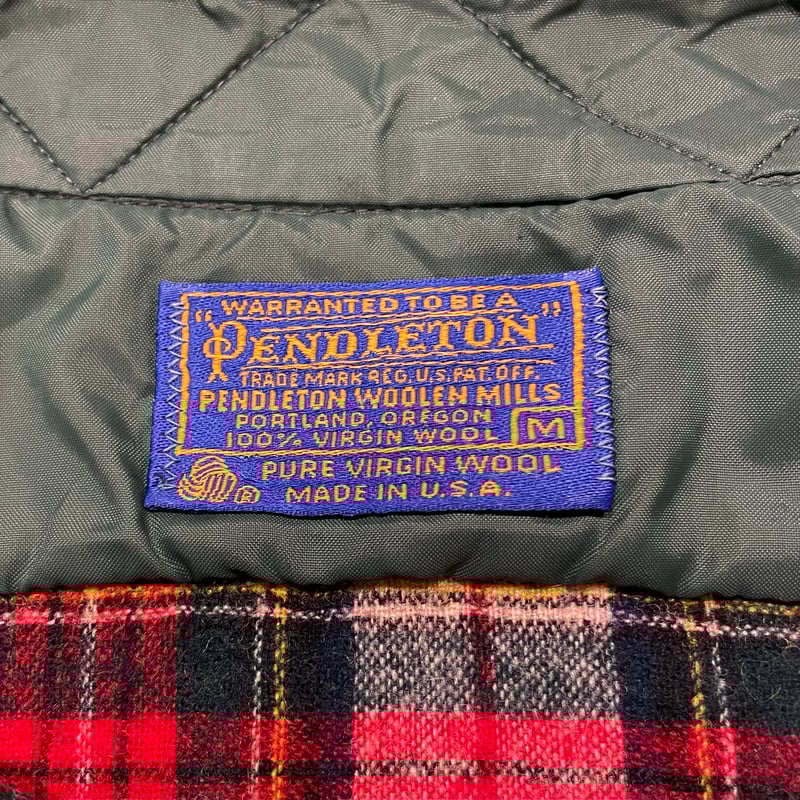 WARRANTED TO BE A
"PENDLETON"
TRADE MARK REG. U.S. PAT. OFF.
PENDLETON WOOLEN MILLS
PORTLAND, OREGON
100% VIRGIN WOOL M
PURE VIRGIN WOOL
® MADE IN U.S.A.